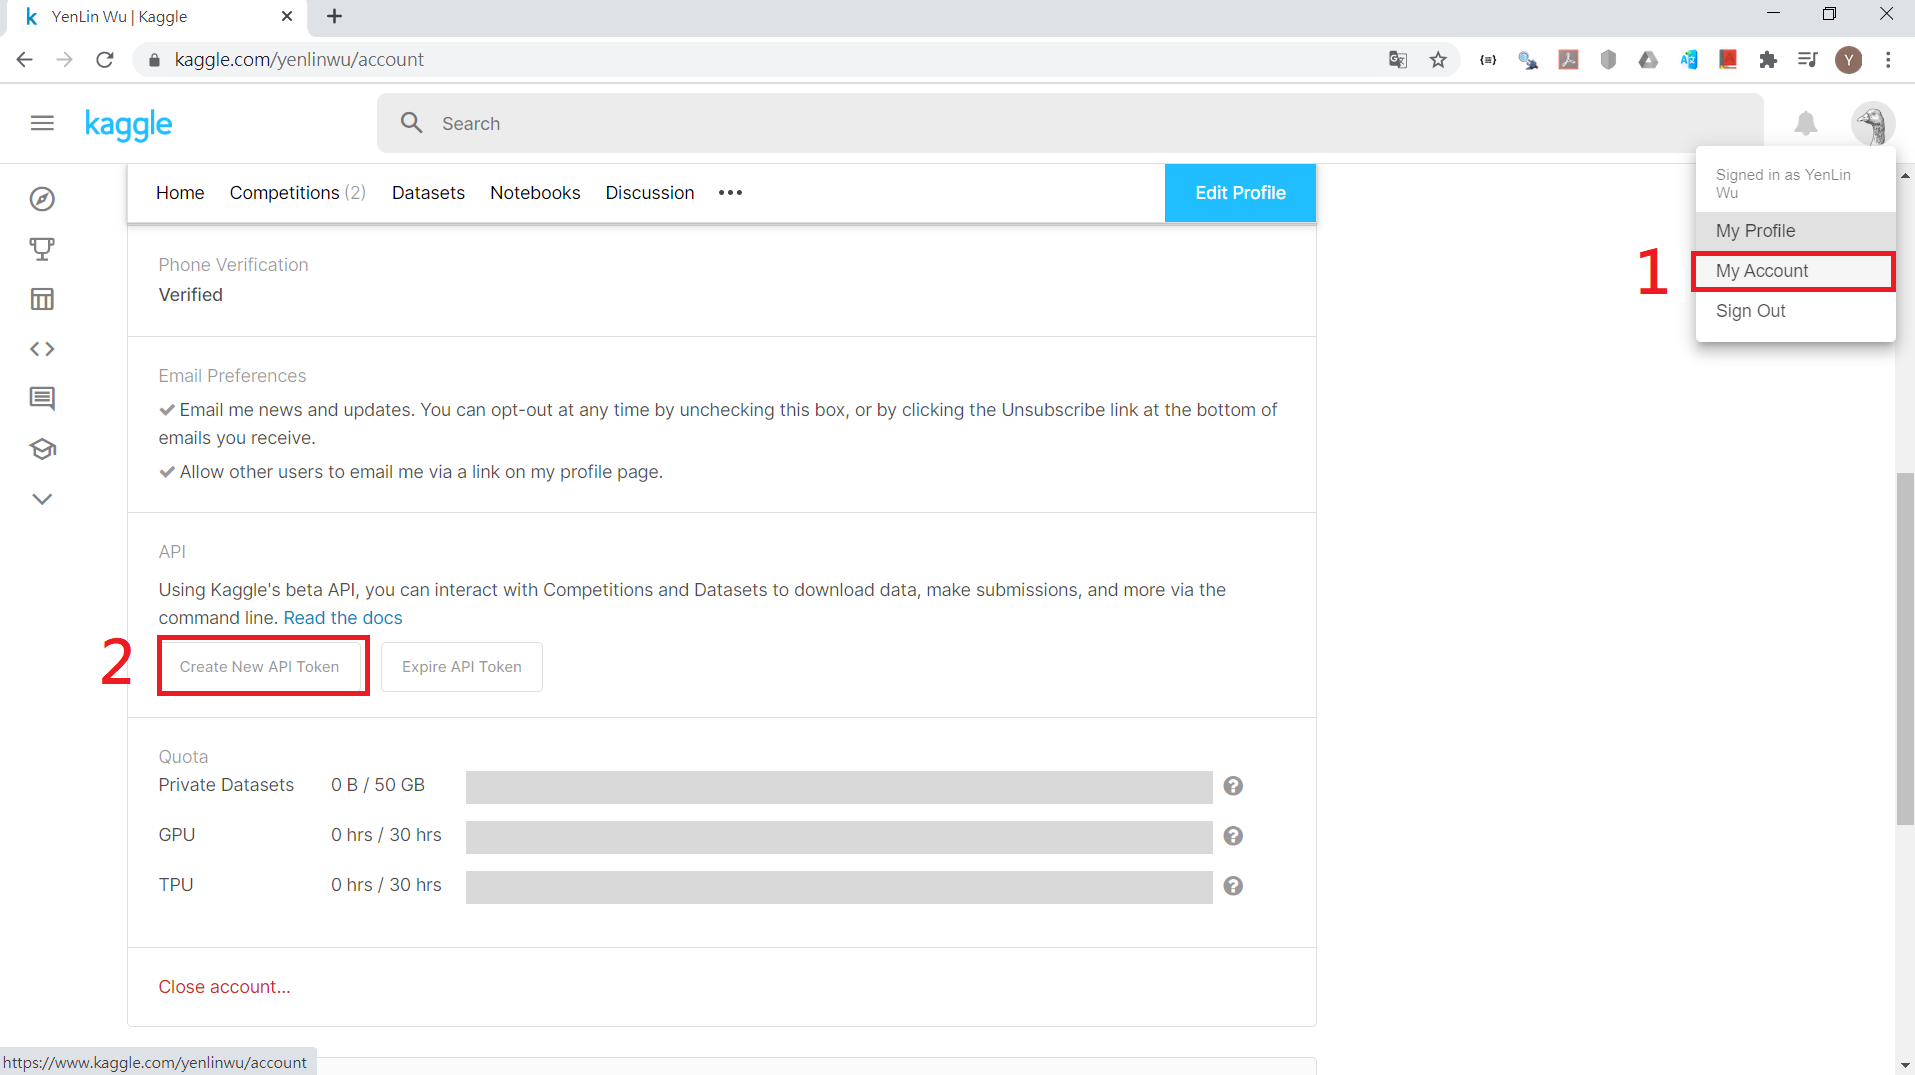 YenLin Wu | Kaggle
kaggle.com/yenlinwu/account
Y
kaggle
Search
Signed in as YenLin
Wu
My Profile
1
My Account
Sign Out
Home Competitions (2) Datasets Notebooks Discussion ••• Edit Profile
Phone Verification
Verified
Email Preferences
Email me news and updates. You can opt-out at any time by unchecking this box, or by clicking the Unsubscribe link at the bottom of
emails you receive.
Allow other users to email me via a link on my profile page.
API
Using Kaggle's beta API, you can interact with Competitions and Datasets to download data, make submissions, and more via the
command line. Read the docs
2
Create New API Token Expire API Token
Quota
Private Datasets 0 B / 50 GB ?
GPU 0 hrs / 30 hrs ?
TPU 0 hrs / 30 hrs ?
Close account...
https://www.kaggle.com/yenlinwu/account